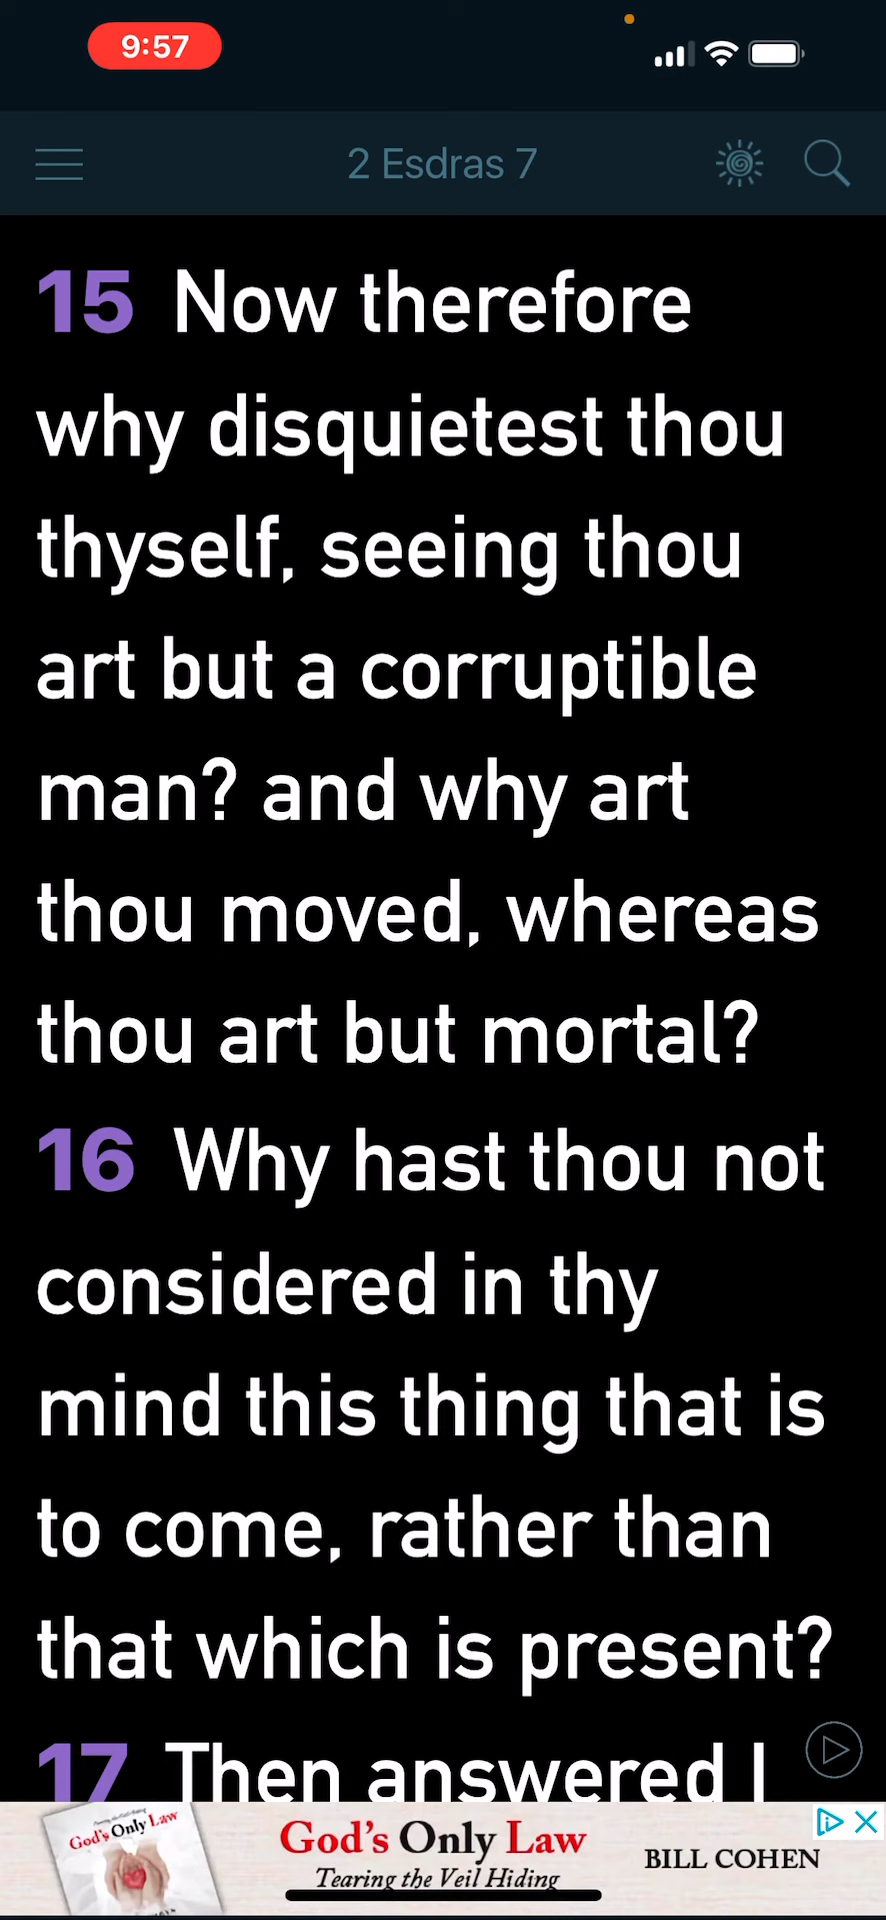 9:57
2 Esdras 7
15 Now therefore
why disquietest thou
thyself, seeing thou
art but a corruptible
man? and why art
thou moved, whereas
thou art but mortal?
16 Why hast thou not
considered in thy
mind this thing that is
to come, rather than
that which is present?
17 Then answered I
God's Only Law
God's Only Law
Tearing the Veil Hiding
BILL COHEN